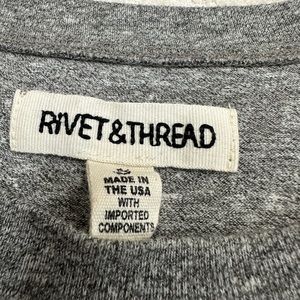 RiVET&THREAD
S
MADE IN
THE USA
WITH
IMPORTED
COMPONENTS